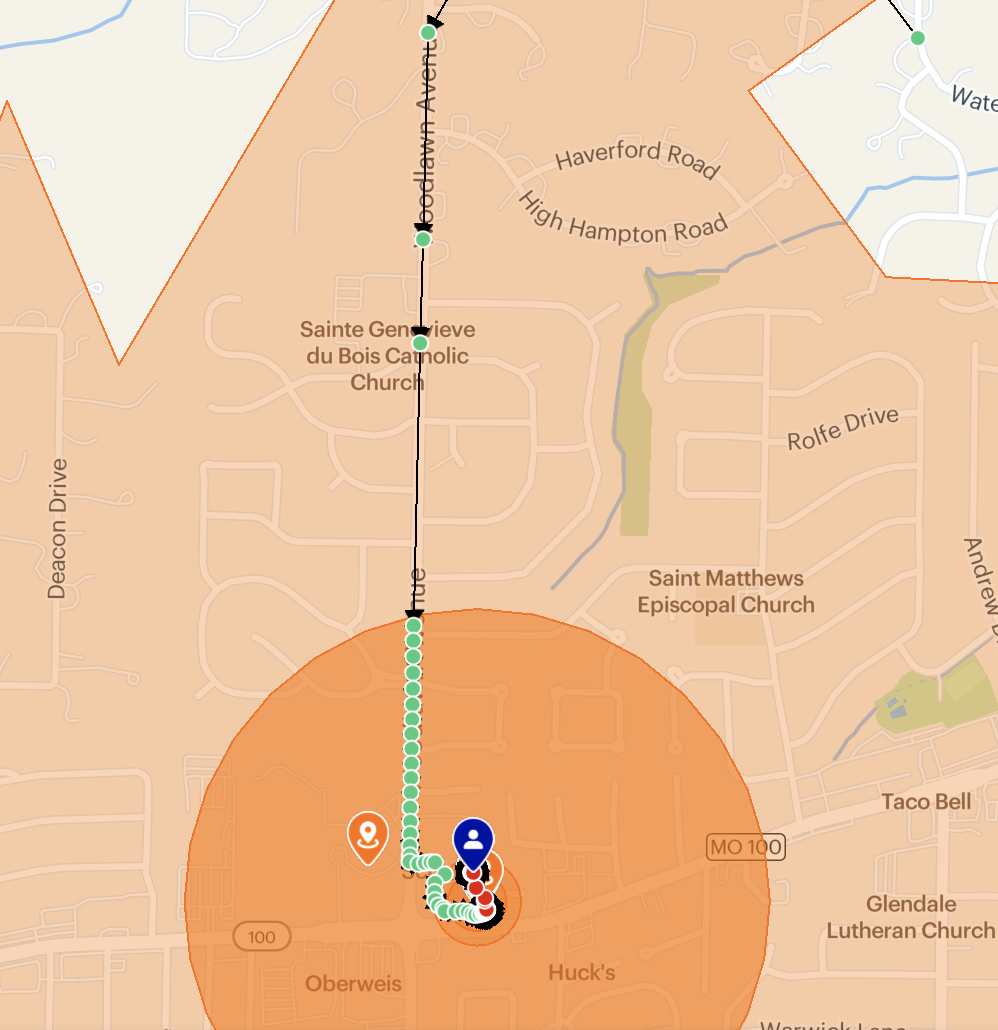 oodlawn Avenu
Wate
Haverford Road
High Hampton Road
Sainte Genevieve
du Bois Catholic
Church
Rolfe Drive
Deacon Drive
Andrew D
nue
Saint Matthews
Episcopal Church
Taco Bell
MO 100
Glendale
Lutheran Church
100
Huck's
Oberweis
Warwick Lane